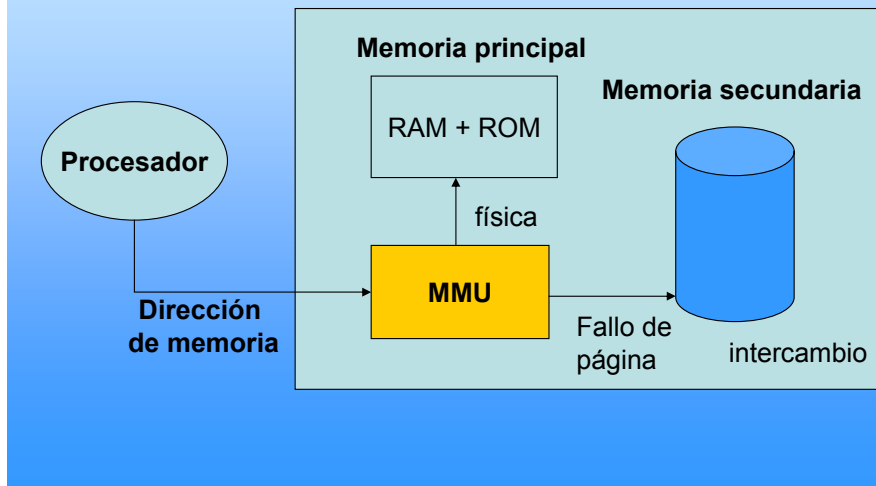 Memoria principal
Memoria secundaria
RAM + ROM
Procesador
física
MMU
Dirección
de memoria
Fallo de
página
intercambio